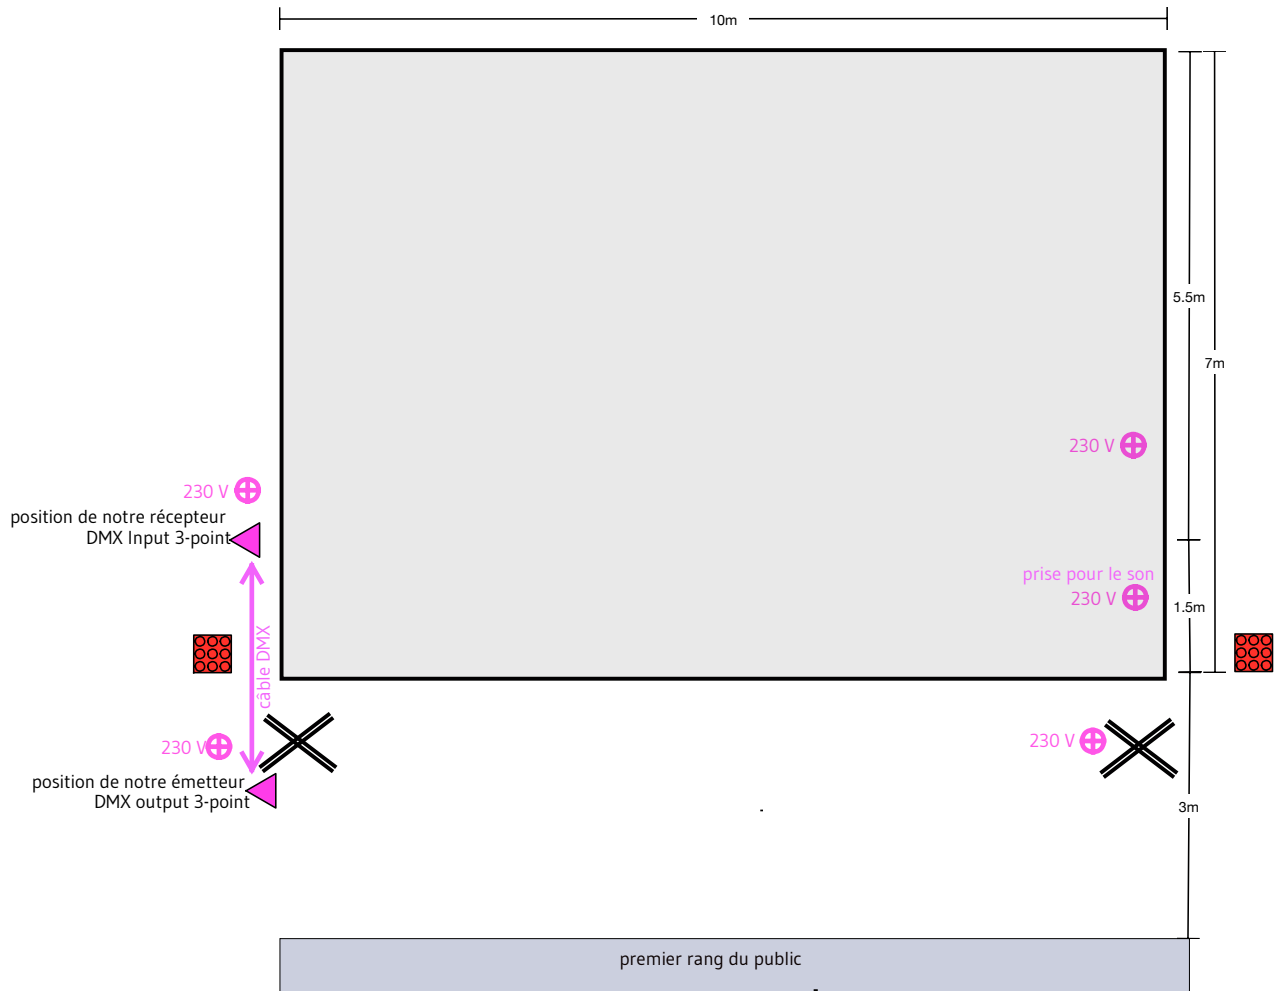 10m
5.5m
7m
230 V
230 V
position de notre récepteur
DMX Input 3-point
prise pour le son
230 V
1.5m
câble DMX
230 V
230 V
position de notre émetteur
DMX output 3-point
3m
premier rang du public